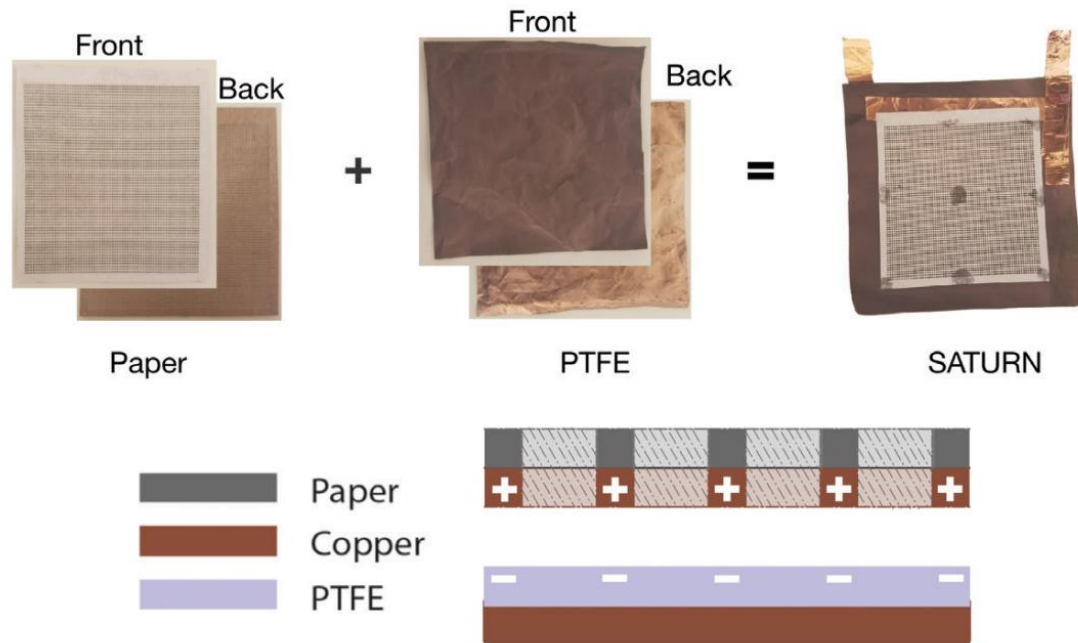 Front
Back
+
Front
Back
=
Paper
PTFE
SATURN
Paper
Copper
PTFE
+ + + + +
− − − − −